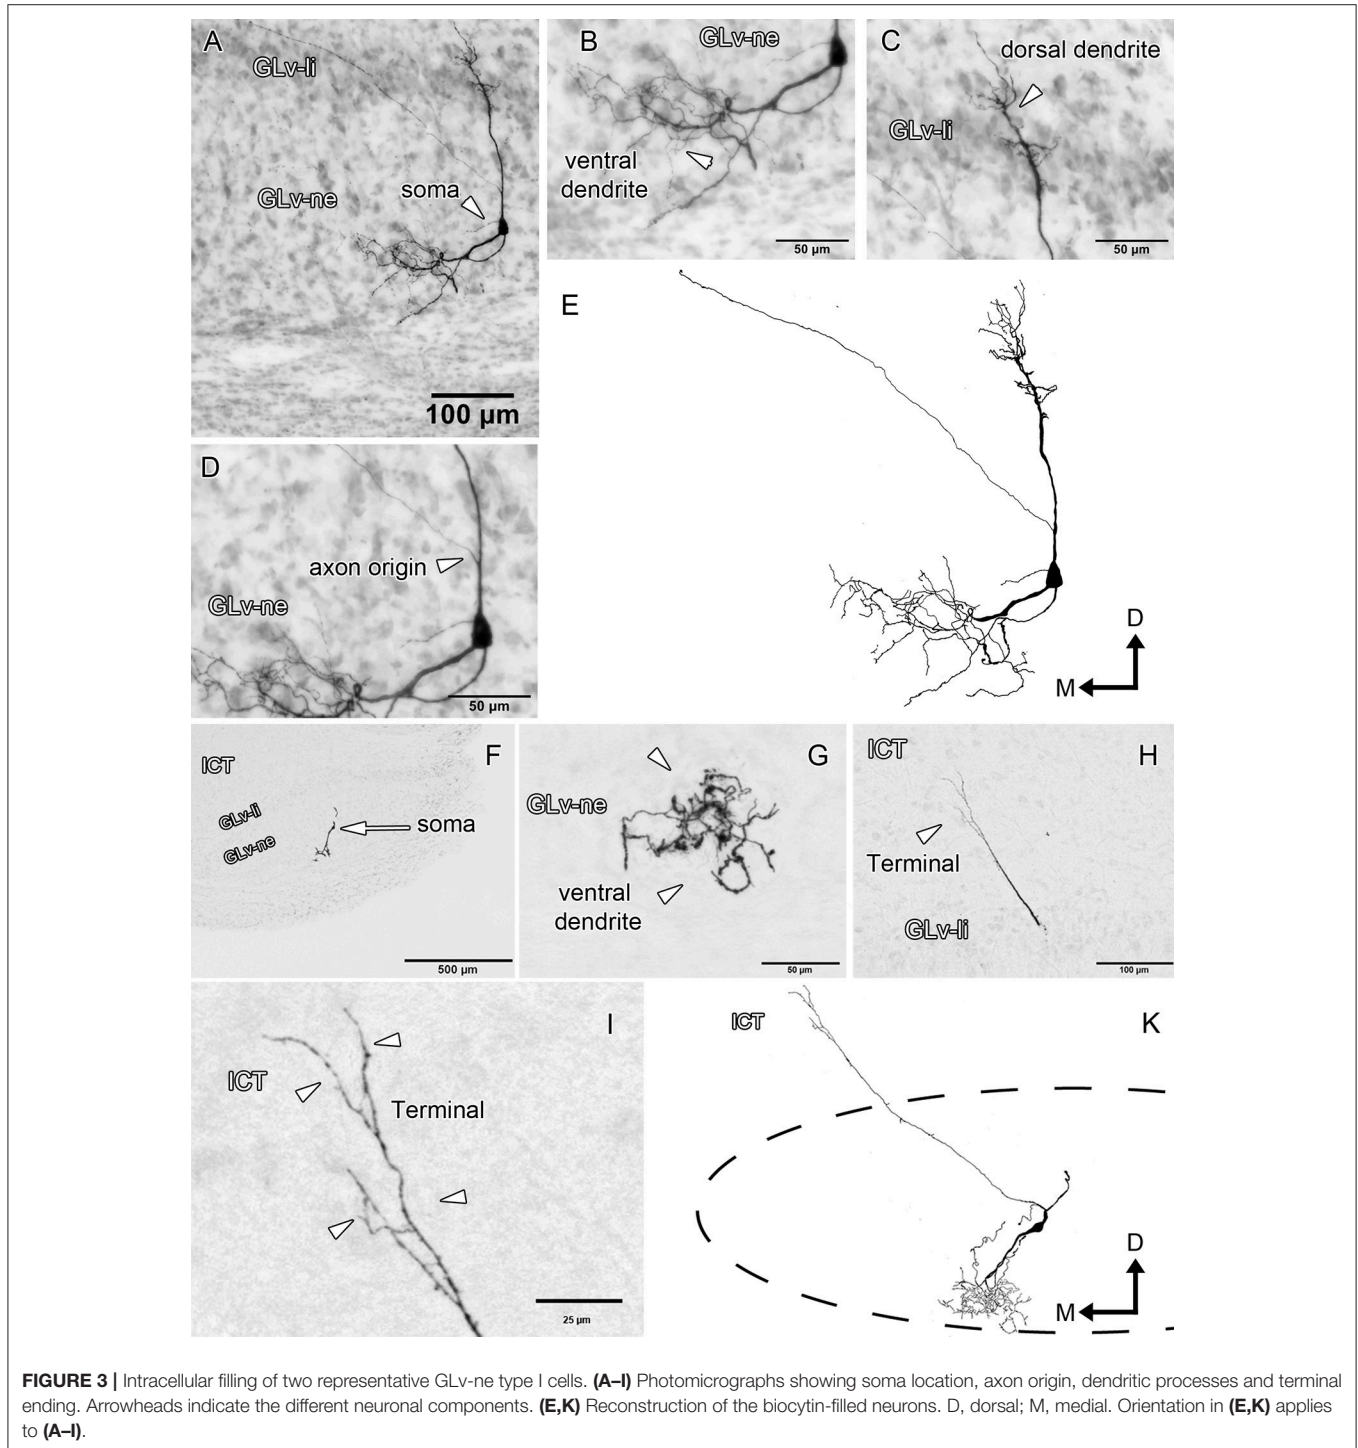 A
GLv-li
GLv-ne
soma
100 µm
B
GLv-ne
ventral
dendrite
50 µm
C
dorsal dendrite
GLv-li
50 µm
D
axon origin
GLv-ne
50 µm
E
D
M
F
ICT
GLv-li
GLv-ne
soma
500 µm
G
GLv-ne
ventral
dendrite
50 µm
H
ICT
Terminal
GLv-li
100 µm
I
ICT
Terminal
25 µm
K
ICT
D
M
FIGURE 3 | Intracellular filling of two representative GLv-ne type I cells. (A–I) Photomicrographs showing soma location, axon origin, dendritic processes and terminal
ending. Arrowheads indicate the different neuronal components. (E,K) Reconstruction of the biocytin-filled neurons. D, dorsal; M, medial. Orientation in (E,K) applies
to (A–I).